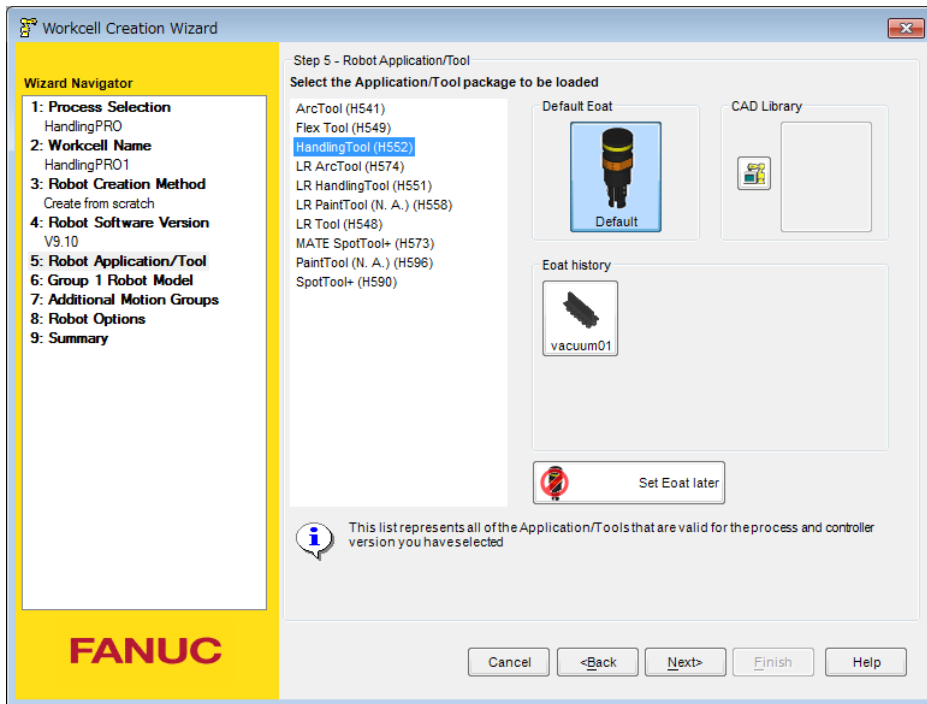 Workcell Creation Wizard
Wizard Navigator
1: Process Selection
HandlingPRO
2: Workcell Name
HandlingPRO1
3: Robot Creation Method
Create from scratch
4: Robot Software Version
V9.10
5: Robot Application/Tool
6: Group 1 Robot Model
7: Additional Motion Groups
8: Robot Options
9: Summary
FANUC
Step 5 - Robot Application/Tool
Select the Application/Tool package to be loaded
ArcTool (H541)
Flex Tool (H549)
HandlingTool (H552)
LR ArcTool (H574)
LR HandlingTool (H551)
LR PaintTool (N. A.) (H558)
LR Tool (H548)
MATE SpotTool+ (H573)
PaintTool (N. A.) (H596)
SpotTool+ (H590)
Default Eoat
Default
CAD Library
Eoat history
vacuum01
Set Eoat later
This list represents all of the Application/Tools that are valid for the process and controller
version you have selected
Cancel
<Back
Next>
Finish
Help